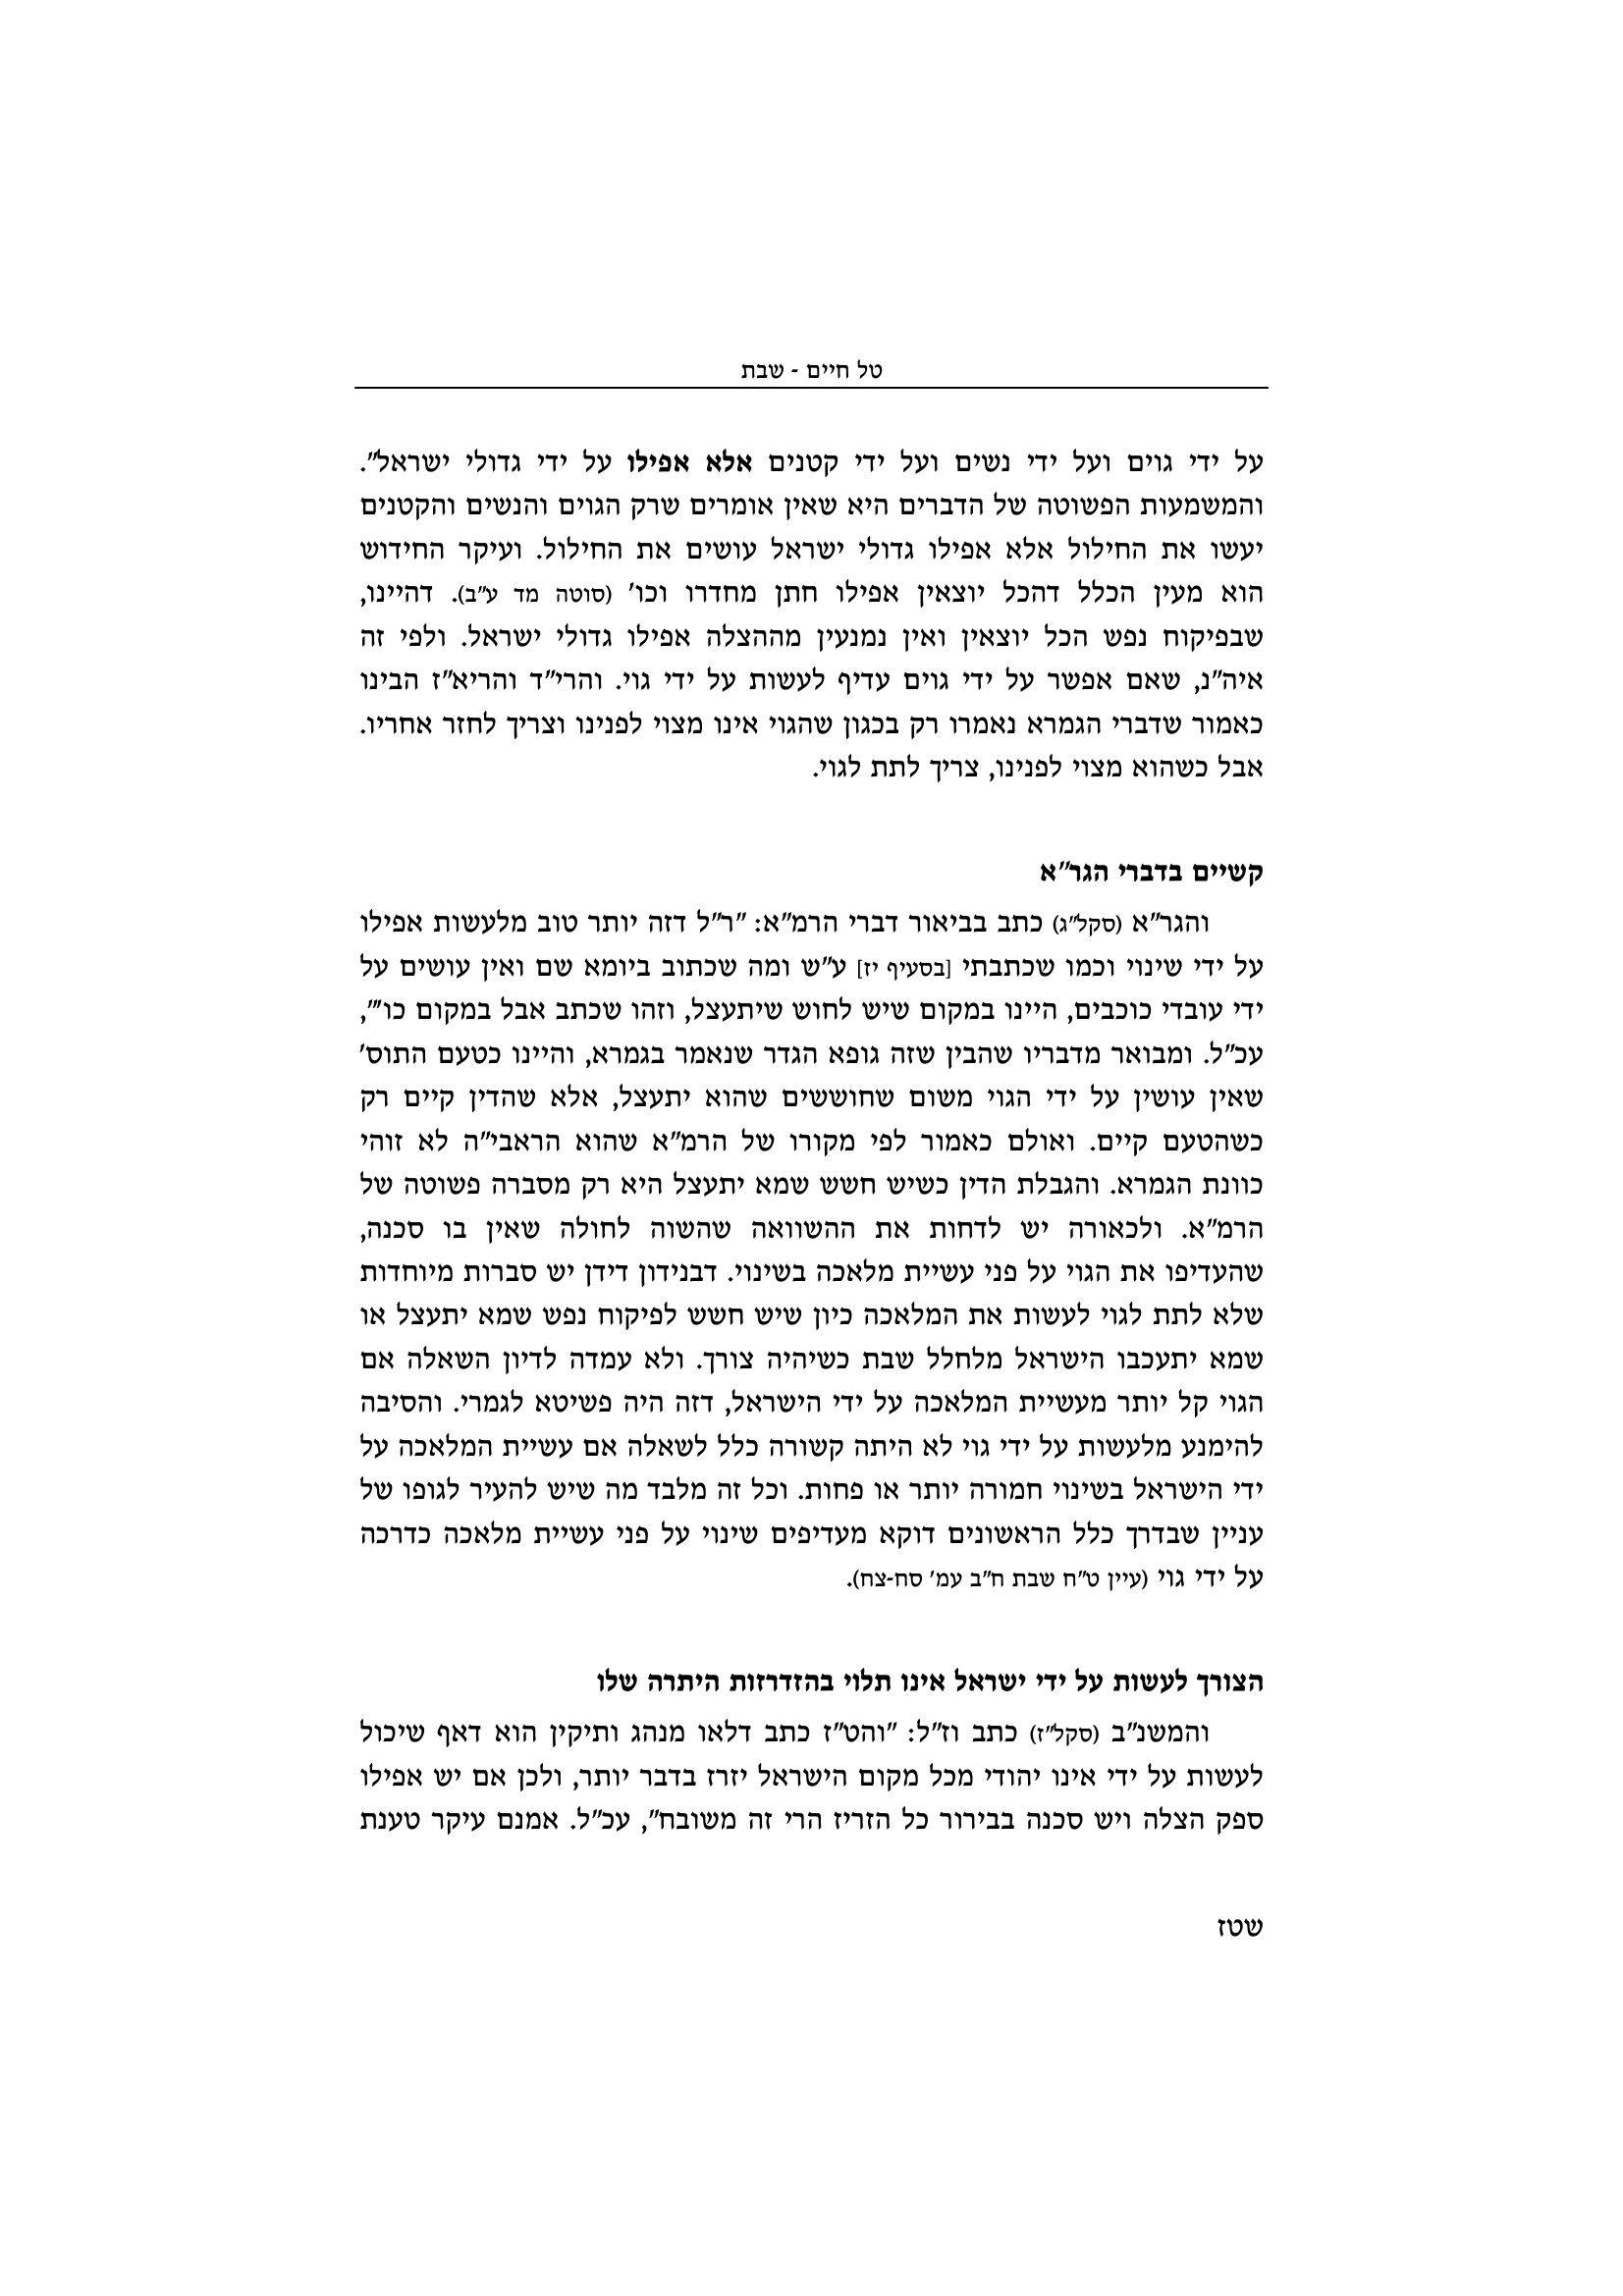 טל חיים - שבת
על ידי גוים ועל ידי נשים ועל ידי קטנים אלא אפילו על ידי גדולי ישראל".
והמשמעות הפשוטה של הדברים היא שאין אומרים שרק הגוים והנשים והקטנים
יעשו את החילול אלא אפילו גדולי ישראל עושים את החילול. ועיקר החידוש
הוא מעין הכלל דהכל יוצאין אפילו חתן מחדרו וכו' (סוטה מד ע"ב). דהיינו,
שבפיקוח נפש הכל יוצאין ואין נמנעין מההצלה אפילו גדולי ישראל. ולפי זה
איה"נ, שאם אפשר על ידי גוים עדיף לעשות על ידי גוי. והרי"ד והריא"ז הבינו
כאמור שדברי הגמרא נאמרו רק בכגון שהגוי אינו מצוי לפנינו וצריך לחזר אחריו.
אבל כשהוא מצוי לפנינו, צריך לתת לגוי.
קשיים בדברי הגר"א
והגר"א (סקל"ג) כתב בביאור דברי הרמ"א: "ר"ל דזה יותר טוב מלעשות אפילו
על ידי שינוי וכמו שכתבתי [בסעיף יז] ע"ש ומה שכתוב ביומא שם ואין עושים על
ידי עובדי כוכבים, היינו במקום שיש לחוש שיתעצל, וזהו שכתב אבל במקום כו'",
עכ"ל. ומבואר מדבריו שהבין שזה גופא הגדר שנאמר בגמרא, והיינו כטעם התוס'
שאין עושין על ידי הגוי משום שחוששים שהוא יתעצל, אלא שהדין קיים רק
כשהטעם קיים. ואולם כאמור לפי מקורו של הרמ"א שהוא הראבי"ה לא זוהי
כוונת הגמרא. והגבלת הדין כשיש חשש שמא יתעצל היא רק מסברה פשוטה של
הרמ"א. ולכאורה יש לדחות את ההשוואה שהשוה לחולה שאין בו סכנה,
שהעדיפו את הגוי על פני עשיית מלאכה בשינוי. דבנידון דידן יש סברות מיוחדות
שלא לתת לגוי לעשות את המלאכה כיון שיש חשש לפיקוח נפש שמא יתעצל או
שמא יתעכבו הישראל מלחלל שבת כשיהיה צורך. ולא עמדה לדיון השאלה אם
הגוי קל יותר מעשיית המלאכה על ידי הישראל, דזה היה פשיטא לגמרי. והסיבה
להימנע מלעשות על ידי גוי לא היתה קשורה כלל לשאלה אם עשיית המלאכה על
ידי הישראל בשינוי חמורה יותר או פחות. וכל זה מלבד מה שיש להעיר לגופו של
עניין שבדרך כלל הראשונים דוקא מעדיפים שינוי על פני עשיית מלאכה כדרכה
על ידי גוי (עיין ט"ח שבת ח"ב עמ' סח-צח).
הצורך לעשות על ידי ישראל אינו תלוי בהזדרזות היתרה שלו
והמשנ"ב (סקל"ז) כתב וז"ל: "והט"ז כתב דלאו מנהג ותיקין הוא דאף שיכול
לעשות על ידי אינו יהודי מכל מקום הישראל יזרז בדבר יותר, ולכן אם יש אפילו
ספק הצלה ויש סכנה בבירור כל הזריז הרי זה משובח", עכ"ל. אמנם עיקר טענת
שטז